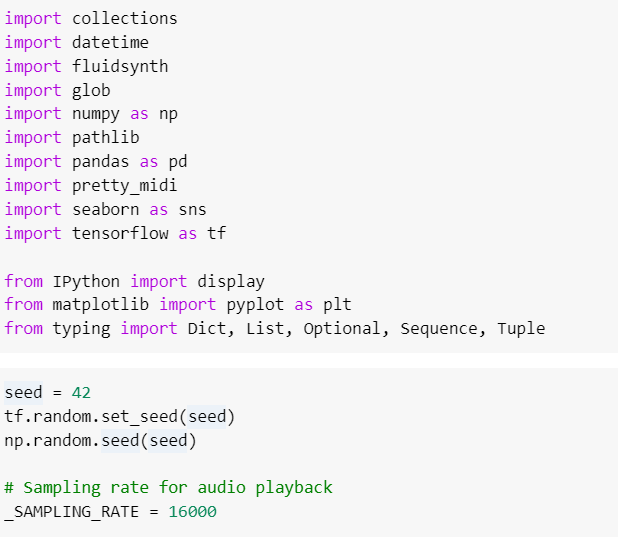 import collections
import datetime
import fluidsynth
import glob
import numpy as np
import pathlib
import pandas as pd
import pretty_midi
import seaborn as sns
import tensorflow as tf
from IPython import display
from matplotlib import pyplot as plt
from typing import Dict, List, Optional, Sequence, Tuple
seed = 42
tf.random.set_seed(seed)
np.random.seed(seed)
# Sampling rate for audio playback
_SAMPLING_RATE = 16000